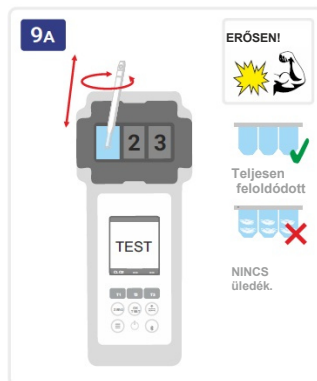 9A
ERŐSEN!
2 3
Teljesen
feloldódott
TEST
NINCS
üledék.